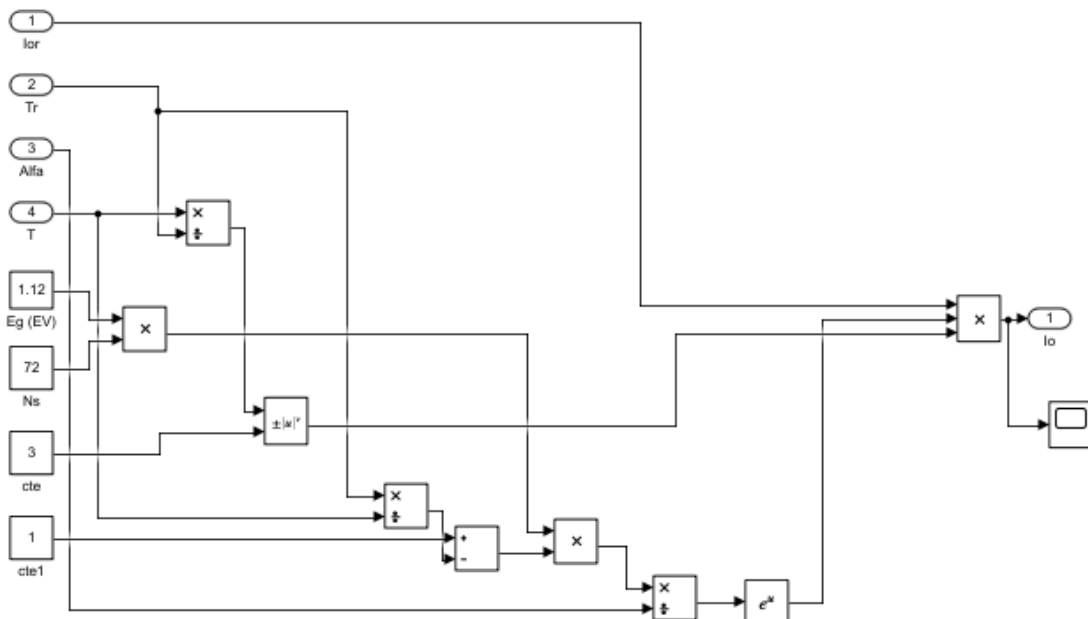 1
Ior
2
Tr
3
Alfa
4
T
×
÷
1.12
Eg (EV)
×
72
Ns
×
1
Io
3
cte
±|u|ᵛ
×
÷
1
cte1
+
−
×
×
÷
eᵘ